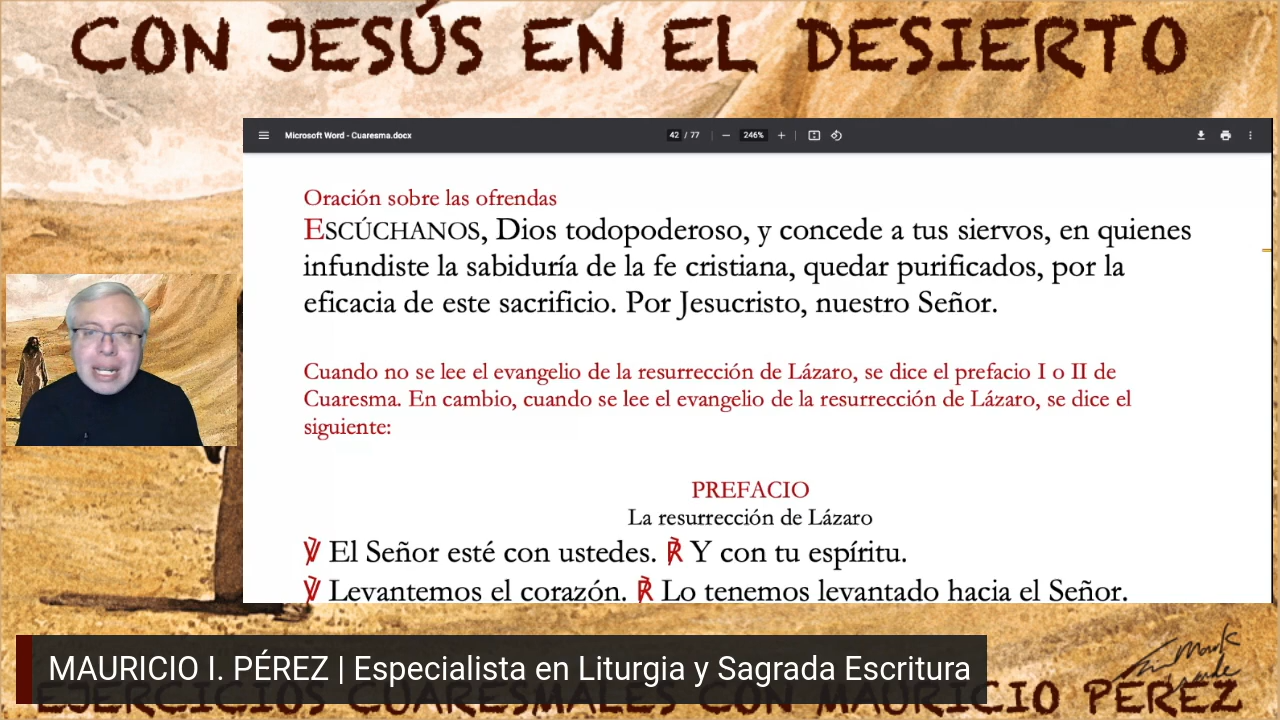 CON JESÚS EN EL DESIERTO
Microsoft Word - Cuaresma.docx
42 / 77
246%
Oración sobre las ofrendas
ESCÚCHANOS, Dios todopoderoso, y concede a tus siervos, en quienes
infundiste la sabiduría de la fe cristiana, quedar purificados, por la
eficacia de este sacrificio. Por Jesucristo, nuestro Señor.
Cuando no se lee el evangelio de la resurrección de Lázaro, se dice el prefacio I o II de
Cuaresma. En cambio, cuando se lee el evangelio de la resurrección de Lázaro, se dice el
siguiente:
PREFACIO
La resurrección de Lázaro
℣ El Señor esté con ustedes. ℟ Y con tu espíritu.
℣ Levantemos el corazón. ℟ Lo tenemos levantado hacia el Señor.
MAURICIO I. PÉREZ | Especialista en Liturgia y Sagrada Escritura
EJERCICIOS CUARESMALES CON MAURICIO PÉREZ